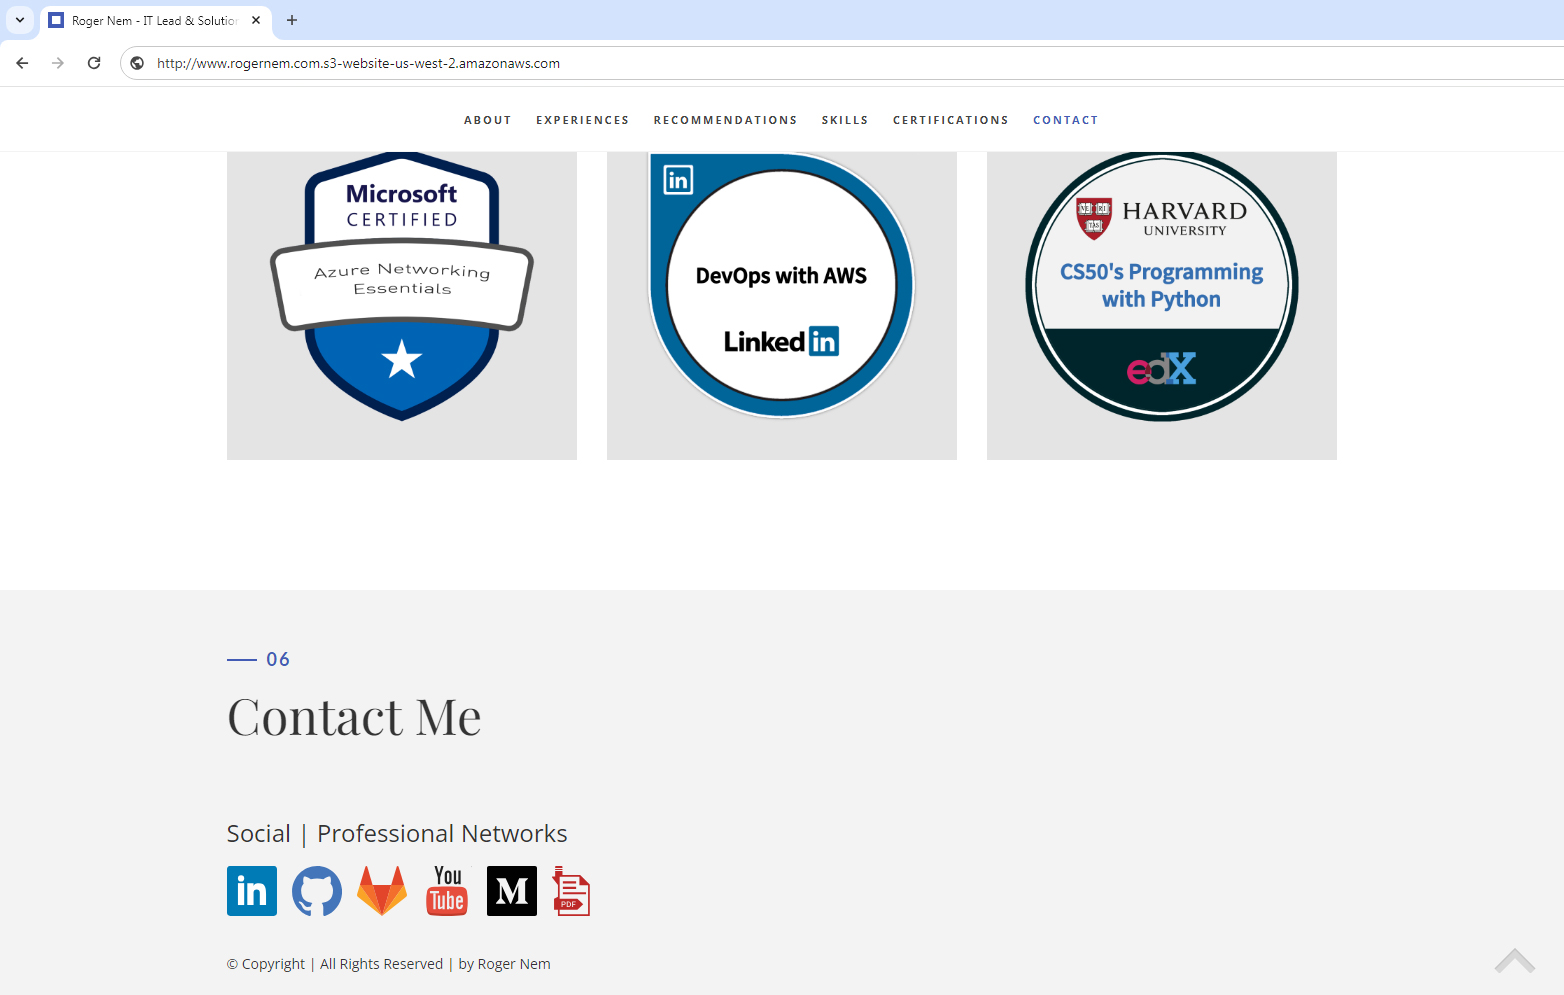 Roger Nem - IT Lead & Solution
http://www.rogernem.com.s3-website-us-west-2.amazonaws.com
ABOUT EXPERIENCES RECOMMENDATIONS SKILLS CERTIFICATIONS CONTACT
Microsoft
CERTIFIED
Azure Networking
Essentials
in
DevOps with AWS
Linked in
VE RI TAS
HARVARD
UNIVERSITY
CS50's Programming
with Python
edX
06
Contact Me
Social | Professional Networks
in
You
Tube
M
PDF
© Copyright | All Rights Reserved | by Roger Nem